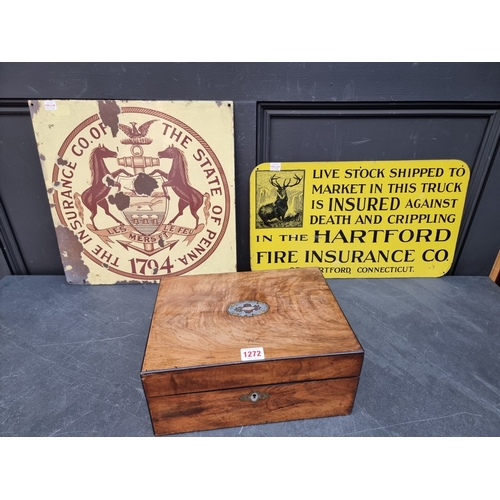 THE INSURANCE CO. OF THE STATE OF PENNA.
1794
LIVE STOCK SHIPPED TO
MARKET IN THIS TRUCK
IS INSURED AGAINST
DEATH AND CRIPPLING
IN THE HARTFORD
FIRE INSURANCE CO.
HARTFORD, CONNECTICUT.
1272